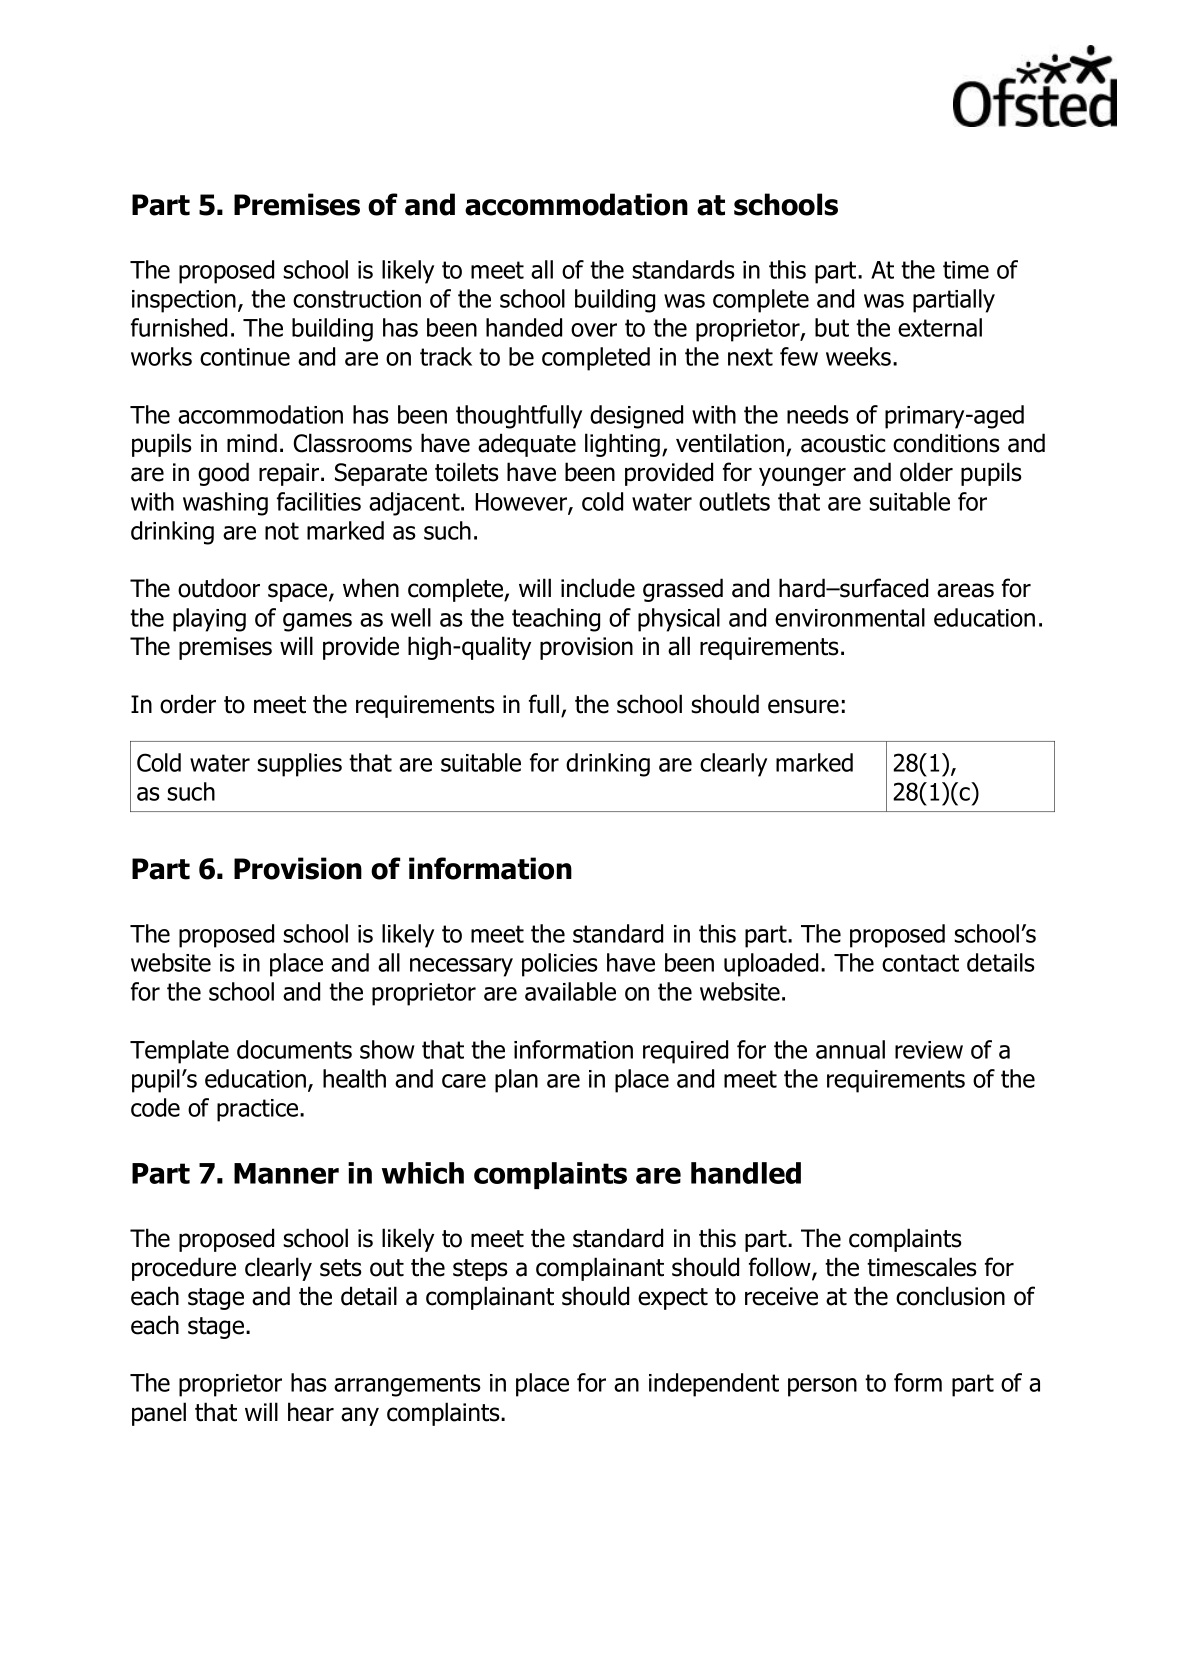 Ofsted
Part 5. Premises of and accommodation at schools
The proposed school is likely to meet all of the standards in this part. At the time of
inspection, the construction of the school building was complete and was partially
furnished. The building has been handed over to the proprietor, but the external
works continue and are on track to be completed in the next few weeks.
The accommodation has been thoughtfully designed with the needs of primary-aged
pupils in mind. Classrooms have adequate lighting, ventilation, acoustic conditions and
are in good repair. Separate toilets have been provided for younger and older pupils
with washing facilities adjacent. However, cold water outlets that are suitable for
drinking are not marked as such.
The outdoor space, when complete, will include grassed and hard–surfaced areas for
the playing of games as well as the teaching of physical and environmental education.
The premises will provide high-quality provision in all requirements.
In order to meet the requirements in full, the school should ensure:
Cold water supplies that are suitable for drinking are clearly marked
as such
28(1),
28(1)(c)
Part 6. Provision of information
The proposed school is likely to meet the standard in this part. The proposed school’s
website is in place and all necessary policies have been uploaded. The contact details
for the school and the proprietor are available on the website.
Template documents show that the information required for the annual review of a
pupil’s education, health and care plan are in place and meet the requirements of the
code of practice.
Part 7. Manner in which complaints are handled
The proposed school is likely to meet the standard in this part. The complaints
procedure clearly sets out the steps a complainant should follow, the timescales for
each stage and the detail a complainant should expect to receive at the conclusion of
each stage.
The proprietor has arrangements in place for an independent person to form part of a
panel that will hear any complaints.